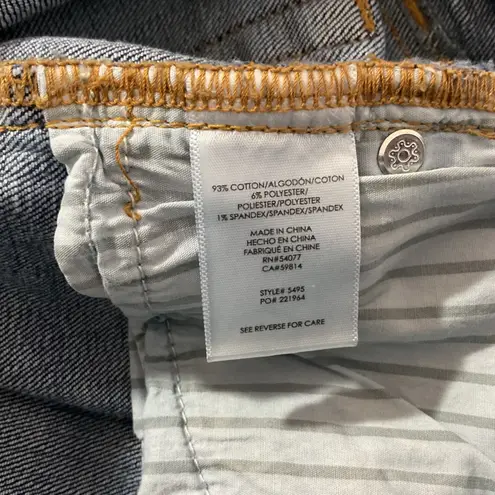 93% COTTON/ALGODÓN/COTON
6% POLYESTER/
POLIESTER/POLYESTER
1% SPANDEX/SPANDEX/SPANDEX
MADE IN CHINA
HECHO EN CHINA
FABRIQUÉ EN CHINE
RN#54077
CA#59814
STYLE# 5495
PO# 221964
SEE REVERSE FOR CARE